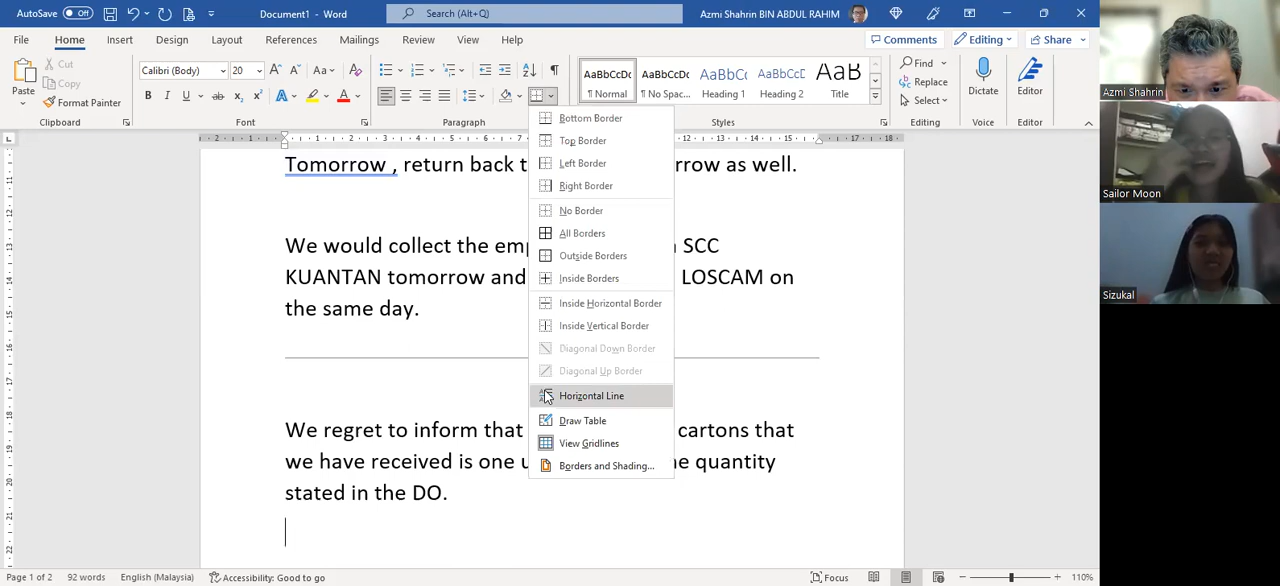 AutoSave Off Document1 - Word Search (Alt+Q) Azmi Shahrin BIN ABDUL RAHIM
File Home Insert Design Layout References Mailings Review View Help Comments Editing Share
Paste
Cut
Copy
Format Painter
Clipboard
Calibri (Body) 20
Font
Paragraph
AaBbCcDc AaBbCcDc AaBbCc AaBbCcD AaB
¶ Normal ¶ No Spac... Heading 1 Heading 2 Title
Styles
Find
Replace
Select
Editing
Dictate
Voice
Editor
Editor
Bottom Border
Top Border
Left Border
Right Border
No Border
All Borders
Outside Borders
Inside Borders
Inside Horizontal Border
Inside Vertical Border
Diagonal Down Border
Diagonal Up Border
Horizontal Line
Draw Table
View Gridlines
Borders and Shading...
Tomorrow , return back t rrow as well.
We would collect the emp SCC
KUANTAN tomorrow and LOSCAM on
the same day.
We regret to inform that cartons that
we have received is one u e quantity
stated in the DO.
Page 1 of 2 92 words English (Malaysia) Accessibility: Good to go Focus 110%
Azmi Shahrin
Sailor Moon
Sizukal